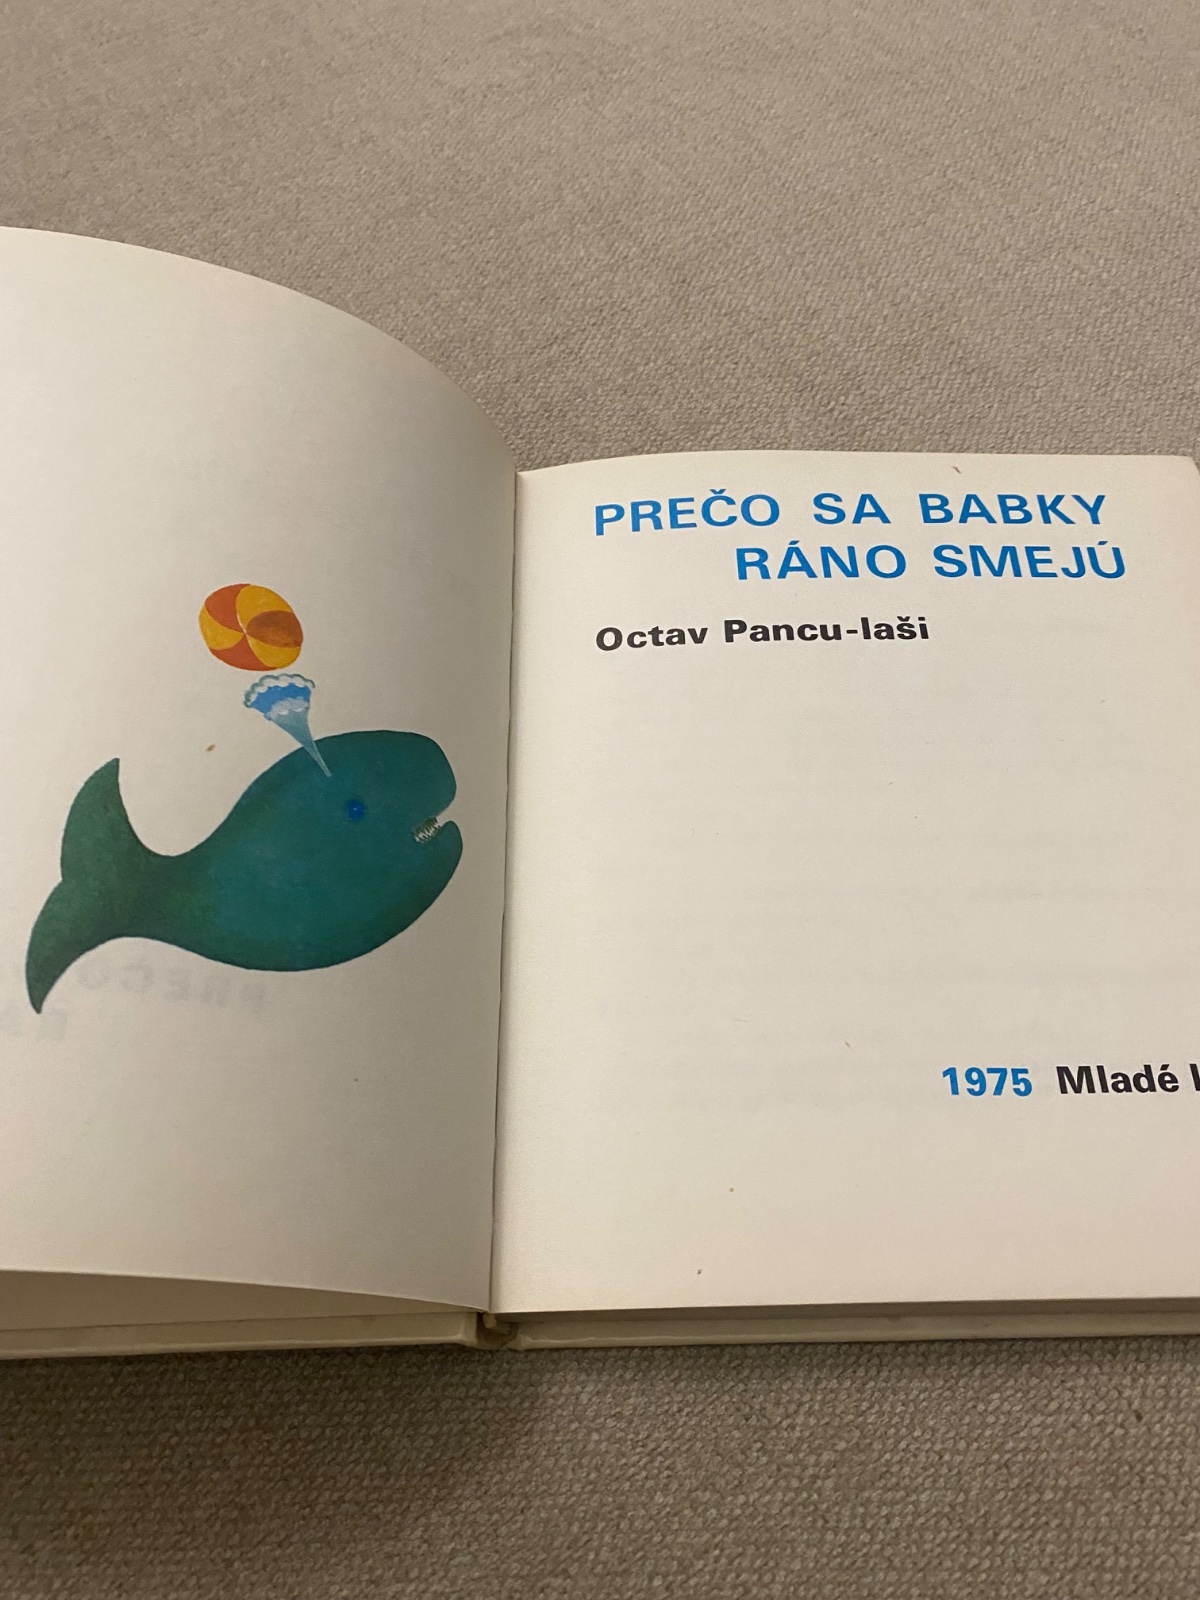 PREČO SA BABKY
RÁNO SMEJÚ
Octav Pancu-laši
1975 Mladé